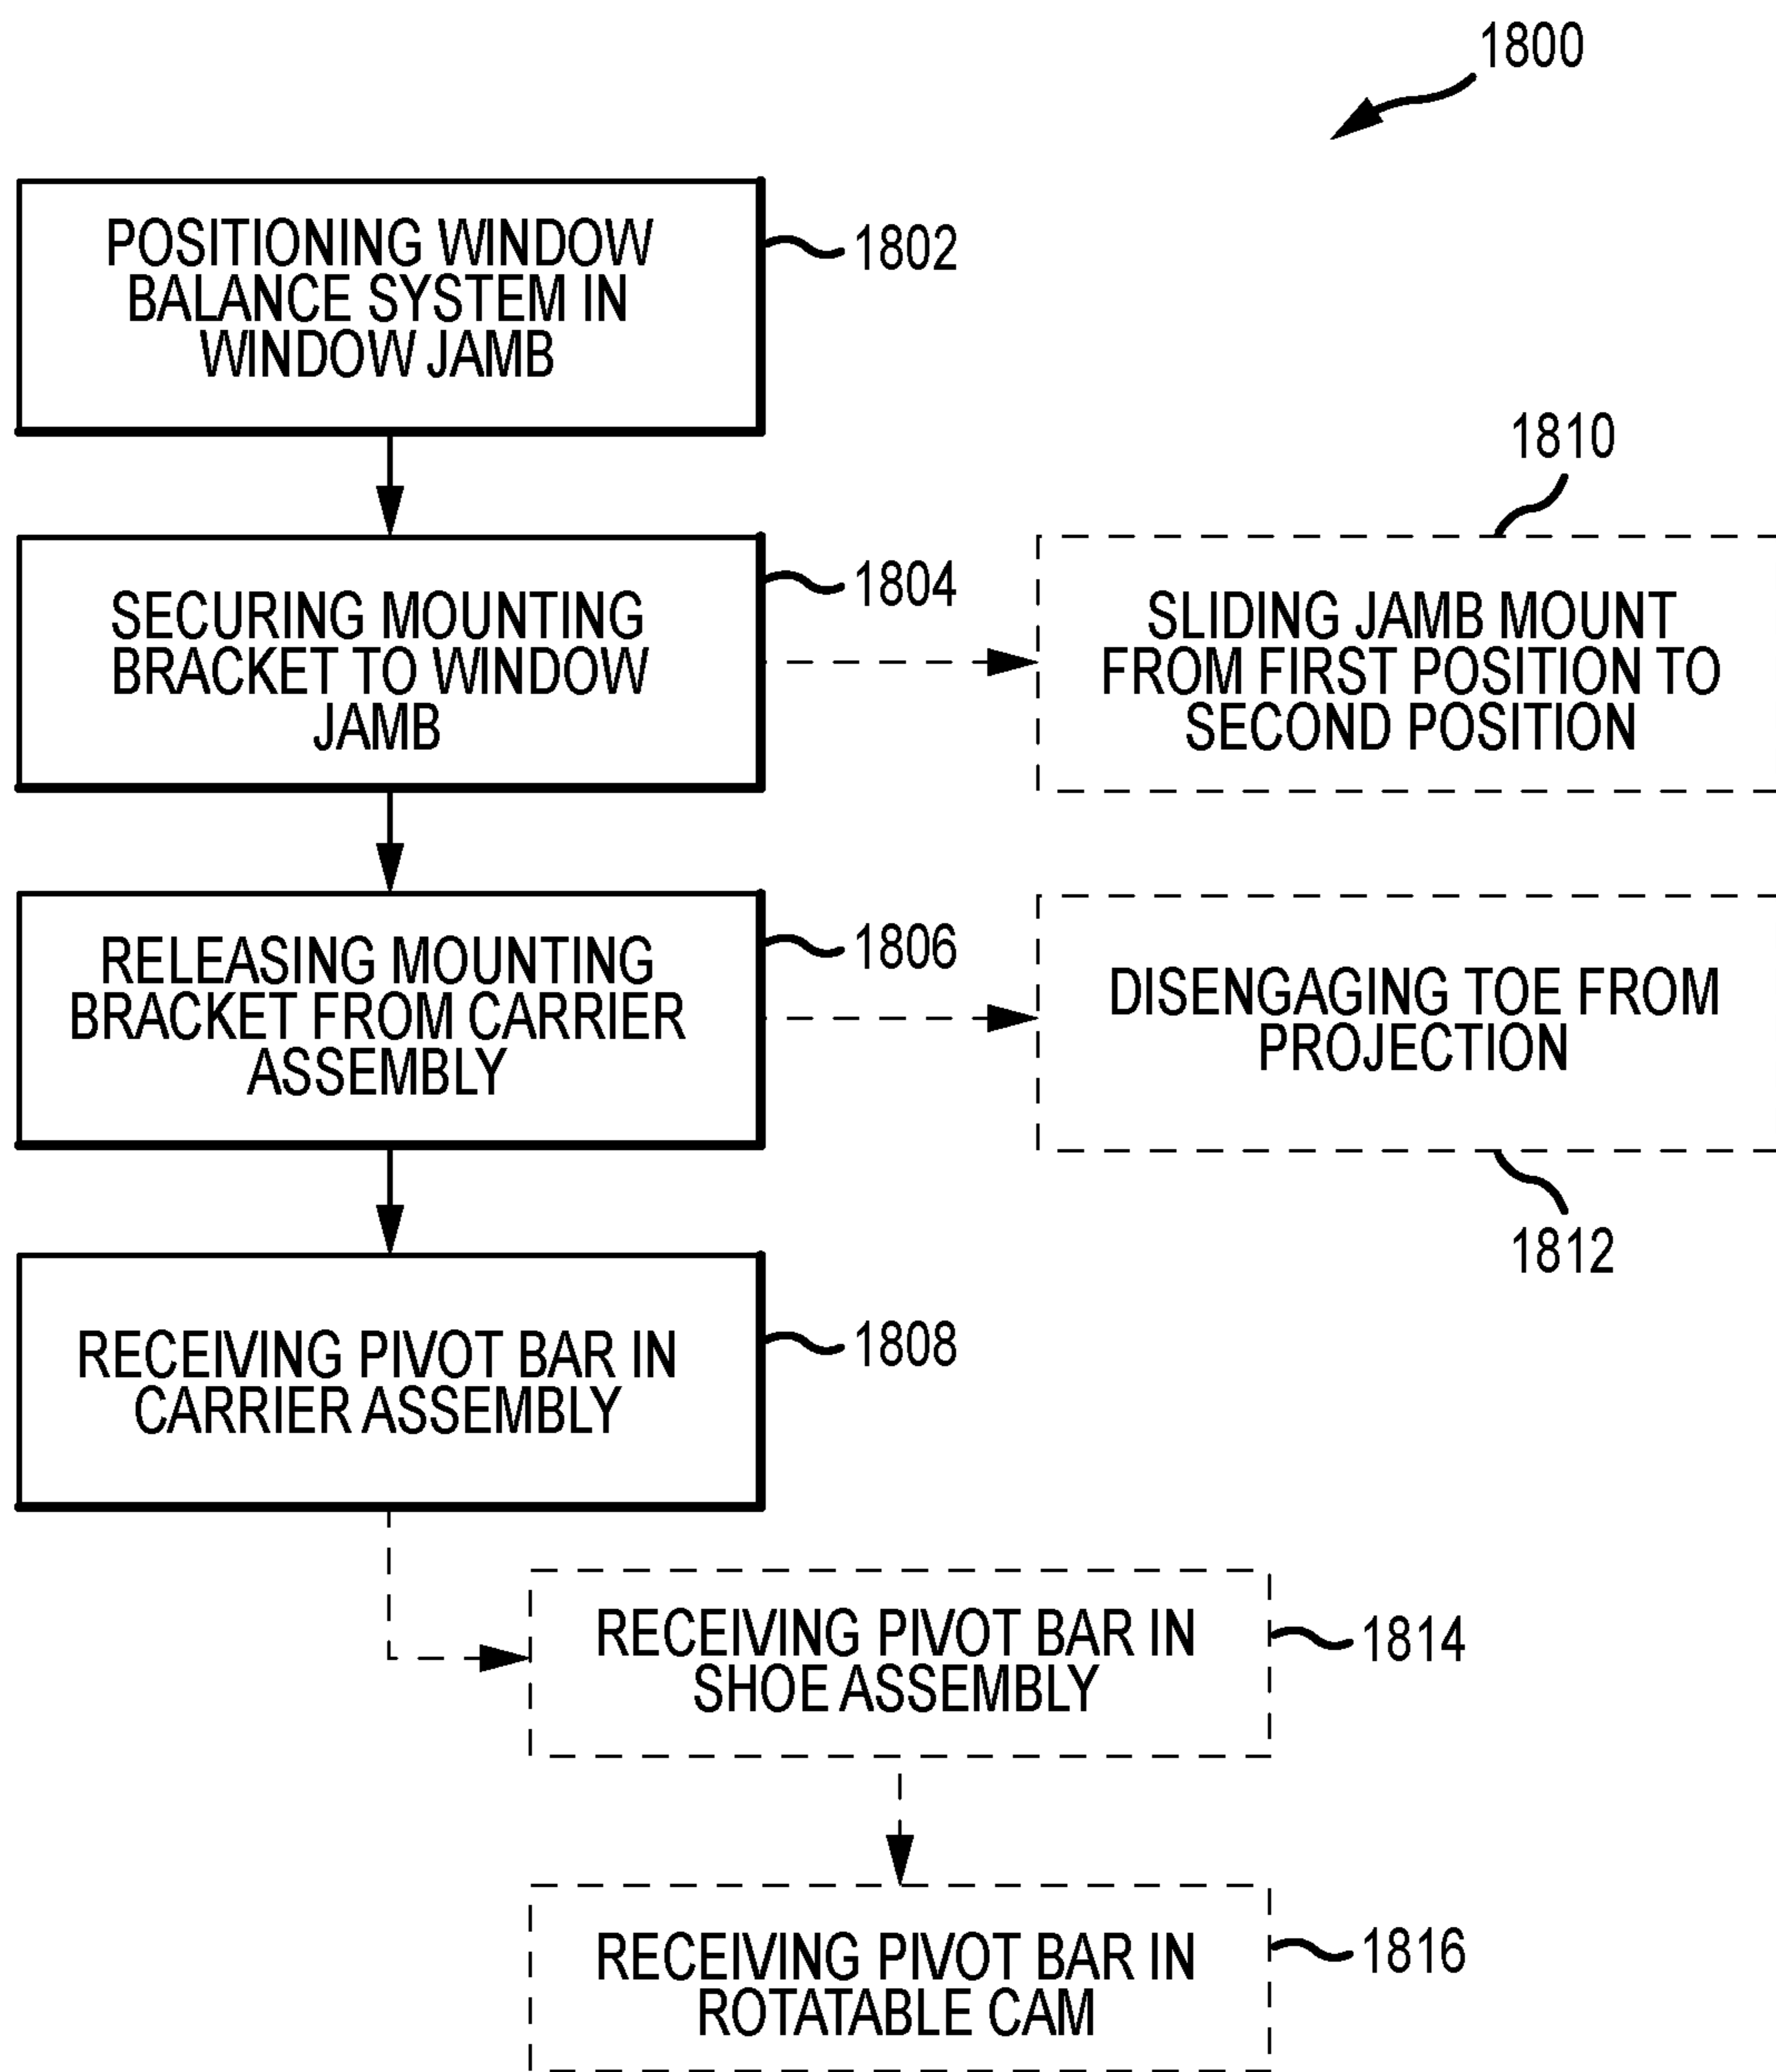 1800
POSITIONING WINDOW
BALANCE SYSTEM IN
WINDOW JAMB
1802
SECURING MOUNTING
BRACKET TO WINDOW
JAMB
1804
1810
SLIDING JAMB MOUNT
FROM FIRST POSITION TO
SECOND POSITION
RELEASING MOUNTING
BRACKET FROM CARRIER
ASSEMBLY
1806
DISENGAGING TOE FROM
PROJECTION
1812
RECEIVING PIVOT BAR IN
CARRIER ASSEMBLY
1808
RECEIVING PIVOT BAR IN
SHOE ASSEMBLY
1814
RECEIVING PIVOT BAR IN
ROTATABLE CAM
1816